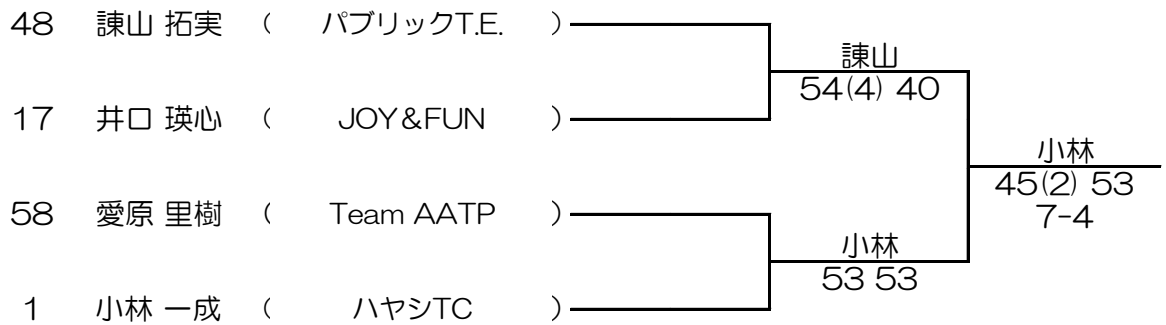 48 諌山 拓実 ( パブリックT.E. )
諌山
54(4) 40
17 井口 瑛心 ( JOY&FUN )
小林
45(2) 53
7-4
58 愛原 里樹 ( Team AATP )
小林
53 53
1 小林 一成 ( ハヤシTC )